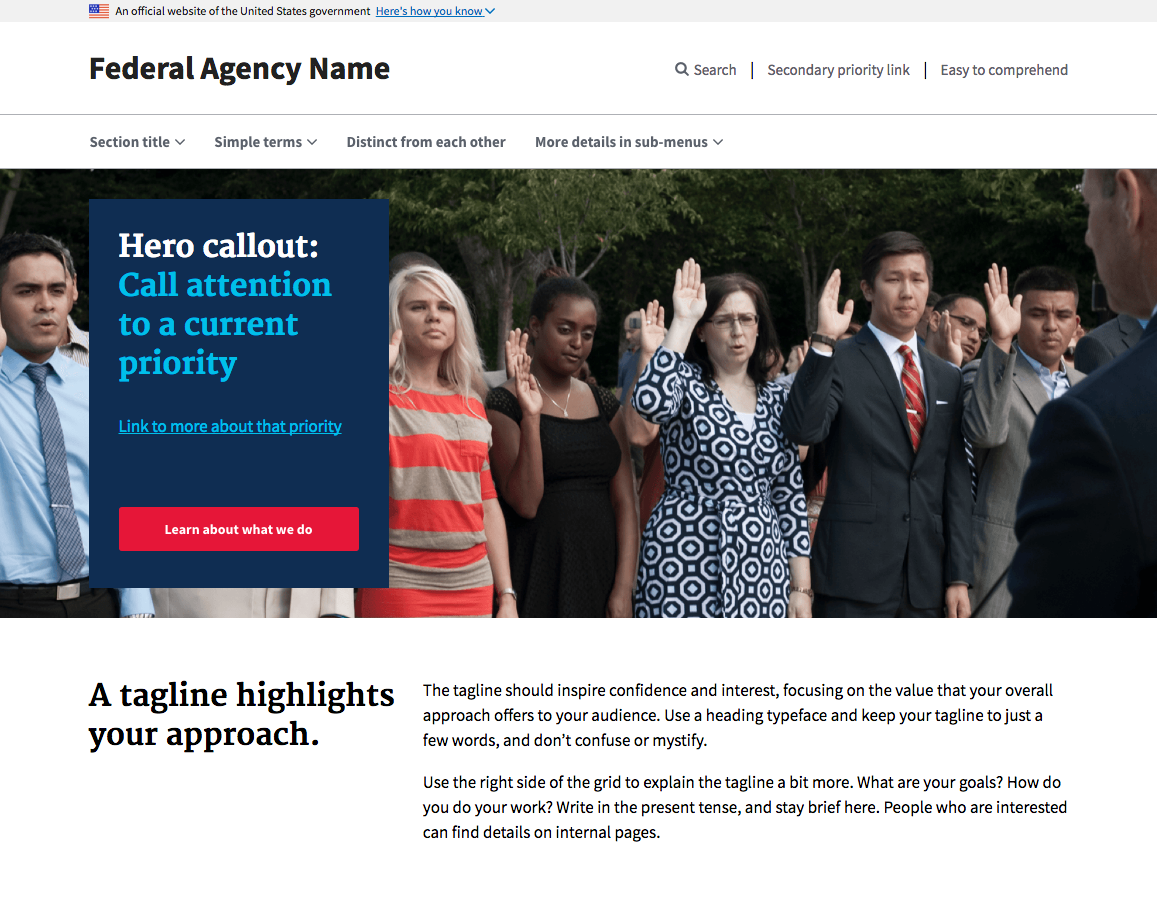 An official website of the United States government Here's how you know
Federal Agency Name
Search
Secondary priority link
Easy to comprehend
Section title
Simple terms
Distinct from each other
More details in sub-menus
Hero callout:
Call attention
to a current
priority
Link to more about that priority
Learn about what we do
A tagline highlights
your approach.
The tagline should inspire confidence and interest, focusing on the value that your overall
approach offers to your audience. Use a heading typeface and keep your tagline to just a
few words, and don’t confuse or mystify.
Use the right side of the grid to explain the tagline a bit more. What are your goals? How do
you do your work? Write in the present tense, and stay brief here. People who are interested
can find details on internal pages.